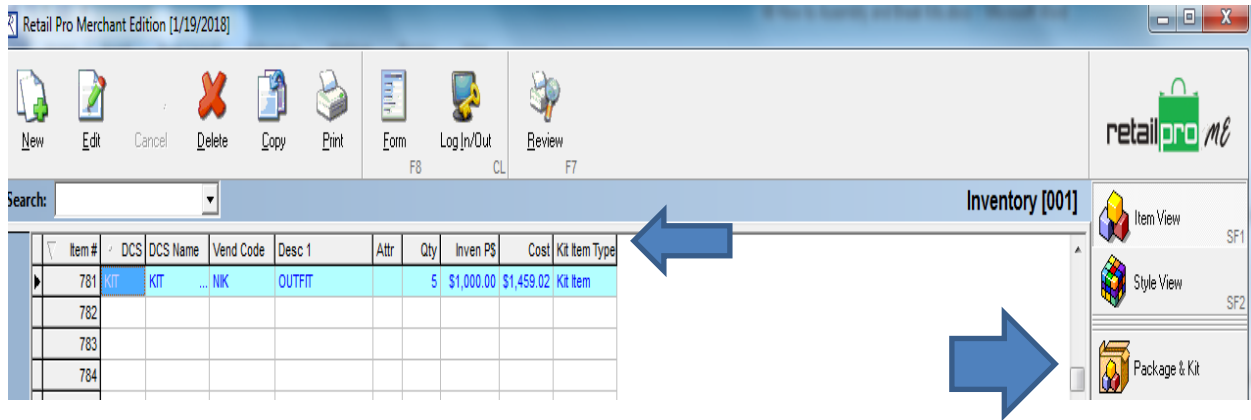 Retail Pro Merchant Edition [1/19/2018]
New Edit Cancel Delete Copy Print Form Log In/Out Review
F8 CL F7
retail pro ME
Search:
Inventory [001]
Item View
SF1
Item # DCS DCS Name Vend Code Desc 1 Attr Qty Inven P$ Cost Kit Item Type
781 KIT KIT ... NIK OUTFIT 5 $1,000.00 $1,459.02 Kit Item
782
783
784
Style View
SF2
Package & Kit